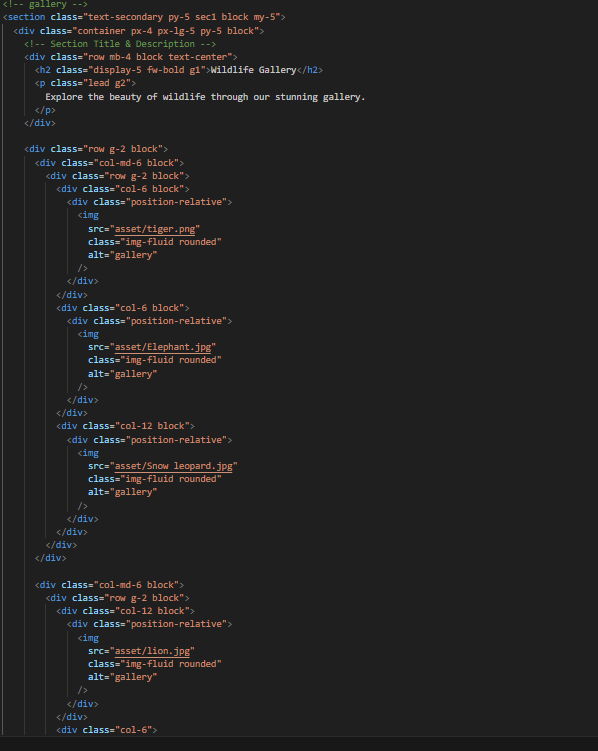 <!-- gallery -->
<section class="text-secondary py-5 sec1 block my-5">
<div class="container px-4 px-lg-5 py-5 block">
<!-- Section Title & Description -->
<div class="row mb-4 block text-center">
<h2 class="display-5 fw-bold g1">Wildlife Gallery</h2>
<p class="lead g2">
Explore the beauty of wildlife through our stunning gallery.
</p>
</div>
<div class="row g-2 block">
<div class="col-md-6 block">
<div class="row g-2 block">
<div class="col-6 block">
<div class="position-relative">
<img
src="asset/tiger.png"
class="img-fluid rounded"
alt="gallery"
/>
</div>
</div>
<div class="col-6 block">
<div class="position-relative">
<img
src="asset/Elephant.jpg"
class="img-fluid rounded"
alt="gallery"
/>
</div>
</div>
<div class="col-12 block">
<div class="position-relative">
<img
src="asset/Snow leopard.jpg"
class="img-fluid rounded"
alt="gallery"
/>
</div>
</div>
</div>
</div>
<div class="col-md-6 block">
<div class="row g-2 block">
<div class="col-12 block">
<div class="position-relative">
<img
src="asset/lion.jpg"
class="img-fluid rounded"
alt="gallery"
/>
</div>
</div>
<div class="col-6">